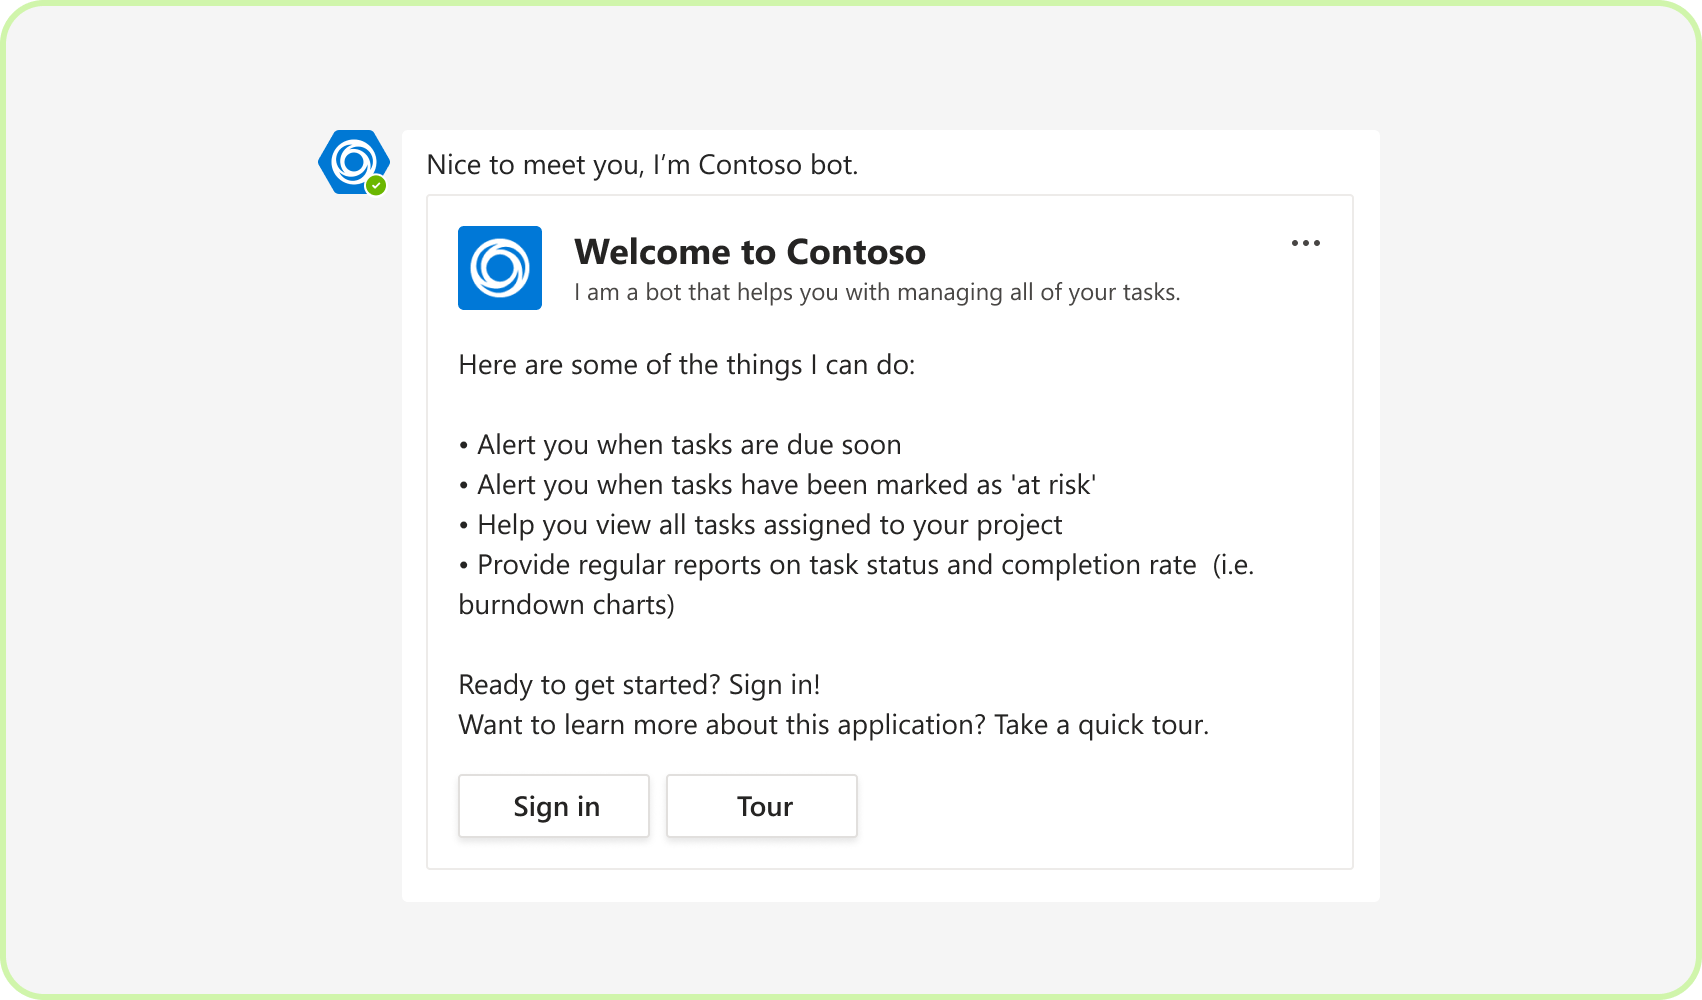 Nice to meet you, I’m Contoso bot.
Welcome to Contoso
I am a bot that helps you with managing all of your tasks.
Here are some of the things I can do:
• Alert you when tasks are due soon
• Alert you when tasks have been marked as 'at risk'
• Help you view all tasks assigned to your project
• Provide regular reports on task status and completion rate  (i.e.
burndown charts)
Ready to get started? Sign in!
Want to learn more about this application? Take a quick tour.
Sign in Tour